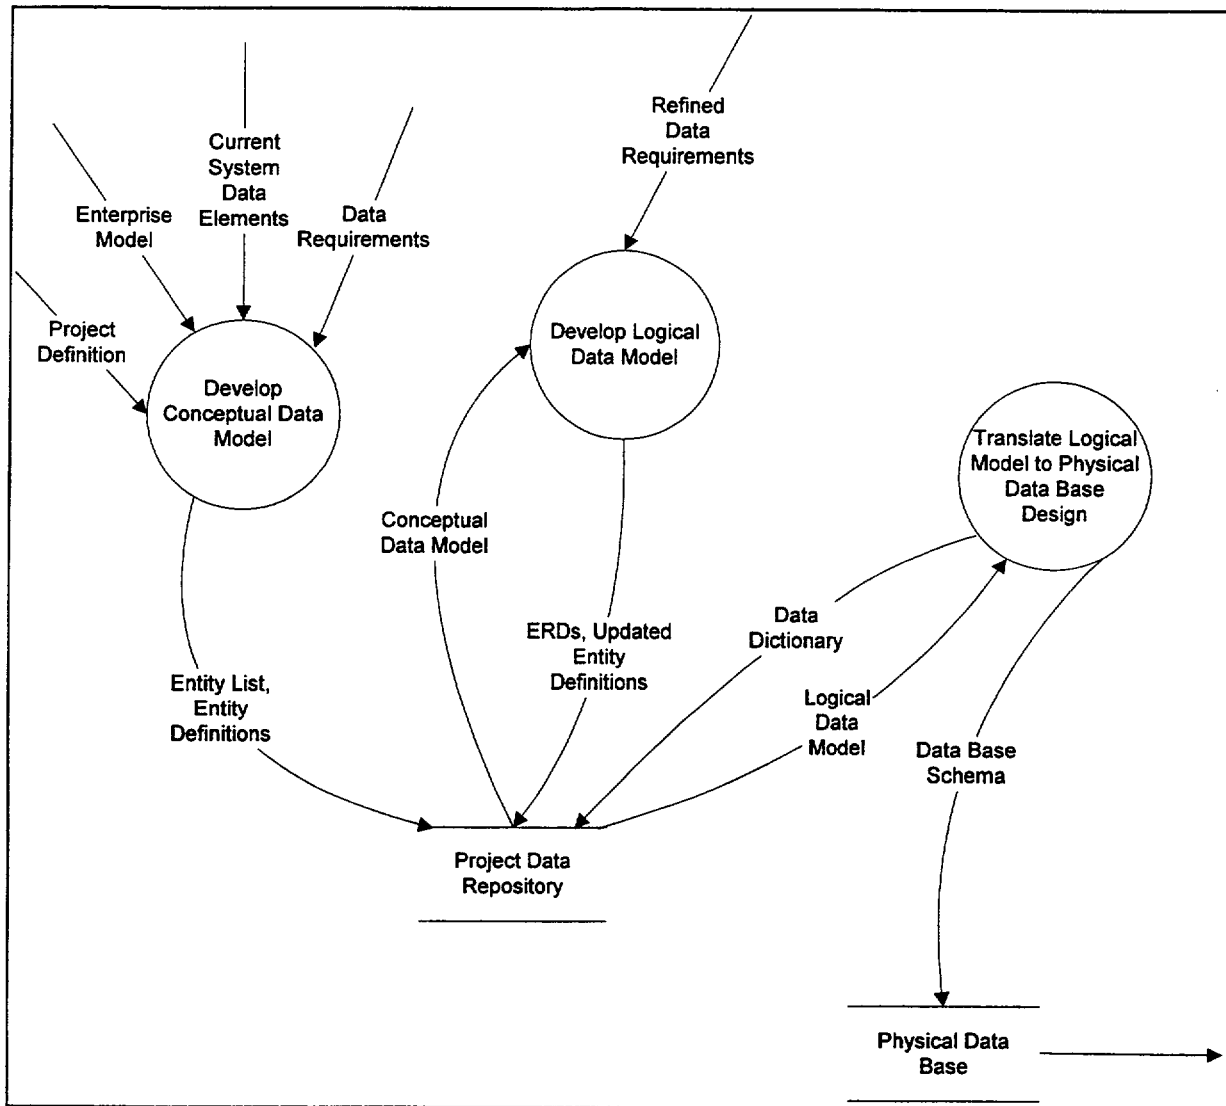 Refined
Data
Requirements
Current
System
Data
Elements
Enterprise
Model
Data
Requirements
Project
Definition
Develop
Conceptual Data
Model
Develop Logical
Data Model
Translate Logical
Model to Physical
Data Base
Design
Conceptual
Data Model
ERDs, Updated
Entity
Definitions
Data
Dictionary
Entity List,
Entity
Definitions
Logical
Data
Model
Data Base
Schema
Project Data
Repository
Physical Data
Base